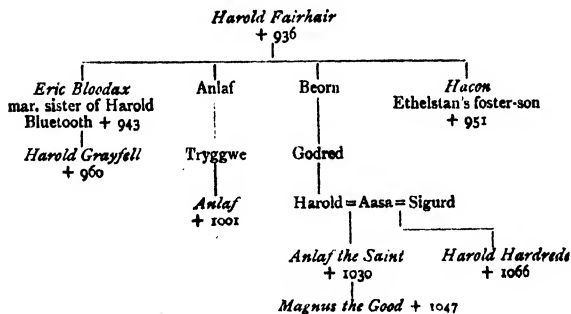 Harold Fairhair
+ 936
Eric Bloodax Anlaf Beorn Hacon
mar. sister of Harold Ethelstan's foster-son
Bluetooth + 943 + 951
Harold Grayfell Tryggwe Godred
+ 960
Anlaf Harold = Aasa = Sigurd
+ 1001
Anlaf the Saint Harold Hardrede
+ 1030 + 1066
Magnus the Good + 1047